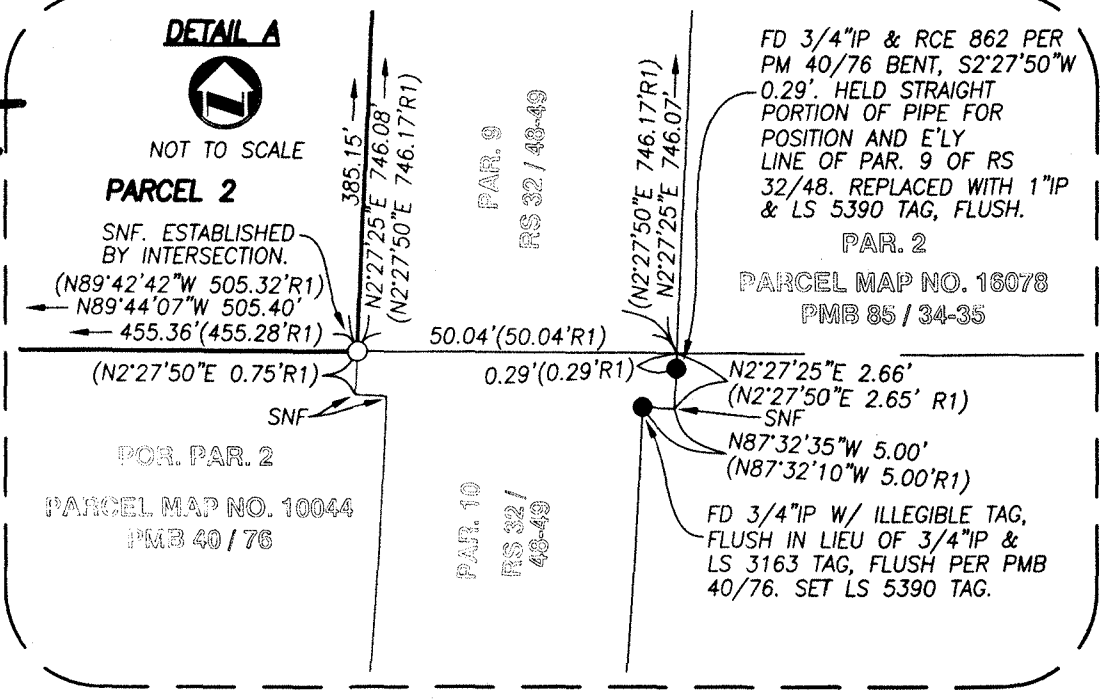 DETAIL A
NOT TO SCALE
PARCEL 2
SNF. ESTABLISHED
BY INTERSECTION.
(N89°42'42"W 505.32'R1)
N89°44'07"W 505.40'
455.36'(455.28'R1)
(N2°27'50"E 0.75'R1)
SNF
POR. PAR. 2
PARCEL MAP NO. 10044
PMB 40 / 76
385.15'
N2°27'25"E 746.08'
(N2°27'50"E 746.17'R1)
PAR. 9
RS 32 / 48-49
50.04'(50.04'R1)
0.29'(0.29'R1)
PAR. 10
RS 32 /
48-49
(N2°27'50"E 746.17'R1)
N2°27'25"E 746.07'
FD 3/4"IP & RCE 862 PER
PM 40/76 BENT, S2°27'50"W
0.29'. HELD STRAIGHT
PORTION OF PIPE FOR
POSITION AND E'LY
LINE OF PAR. 9 OF RS
32/48. REPLACED WITH 1"IP
& LS 5390 TAG, FLUSH.
PAR. 2
PARCEL MAP NO. 16078
PMB 85 / 34-35
N2°27'25"E 2.66'
(N2°27'50"E 2.65' R1)
SNF
N87°32'35"W 5.00'
(N87°32'10"W 5.00'R1)
FD 3/4"IP W/ ILLEGIBLE TAG,
FLUSH IN LIEU OF 3/4"IP &
LS 3163 TAG, FLUSH PER PMB
40/76. SET LS 5390 TAG.